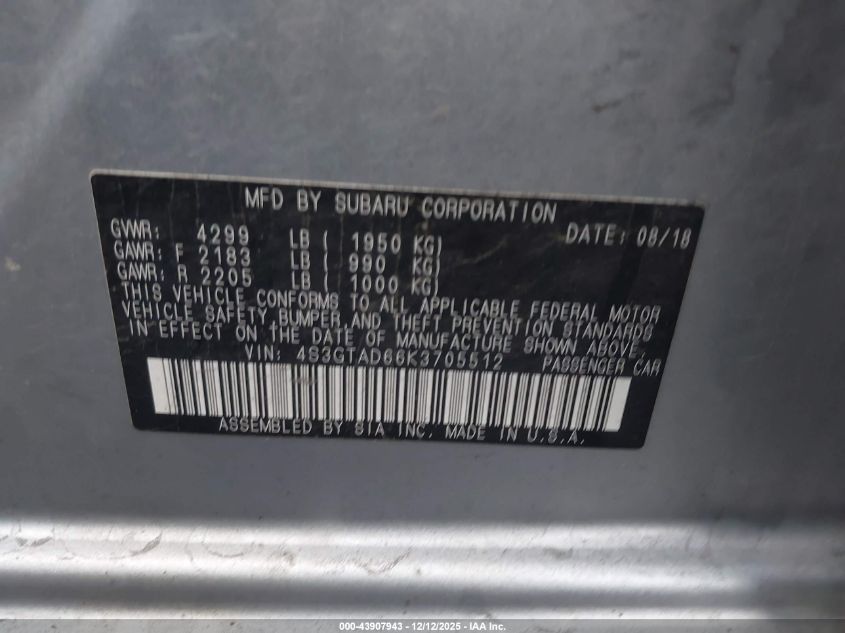 MFD BY SUBARU CORPORATION
DATE: 08/18
GVWR: 4299 LB ( 1950 KG)
GAWR: F 2183 LB ( 990 KG)
GAWR: R 2205 LB ( 1000 KG)
THIS VEHICLE CONFORMS TO ALL APPLICABLE FEDERAL MOTOR
VEHICLE SAFETY, BUMPER, AND THEFT PREVENTION STANDARDS
IN EFFECT ON THE DATE OF MANUFACTURE SHOWN ABOVE.
VIN: 4S3GTAD66K3705512 PASSENGER CAR
ASSEMBLED BY SIA INC. MADE IN U.S.A.
000-43907943 - 12/12/2025 - IAA Inc.